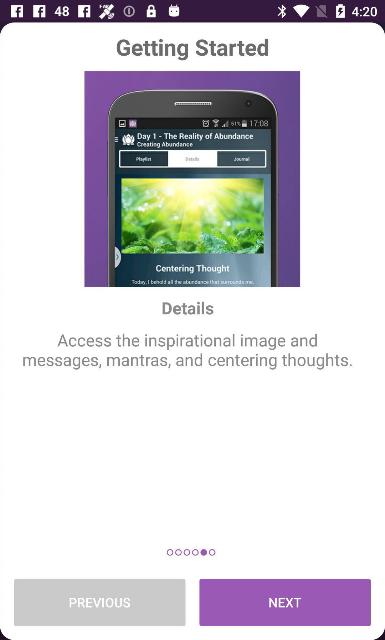 48 4:20
Getting Started
61% 17:08
Day 1 - The Reality of Abundance
Creating Abundance
Playlist Details Journal
Centering Thought
Today, I behold all the abundance that surrounds me.
Details
Access the inspirational image and
messages, mantras, and centering thoughts.
PREVIOUS NEXT